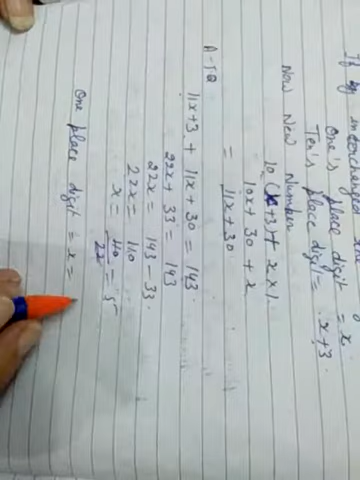 If we interchanged the
One's place digit = x.
Ten's place digit = x+3.
Now New Number
10 (x+3) + x x 1.
10x + 30 + x
= 11x + 30
A-T-Q
11x+3 + 11x + 30 = 143.
22x + 33 = 143
22x = 143 - 33.
22x = 110
x = 110/22 = 5
One place digit = x =